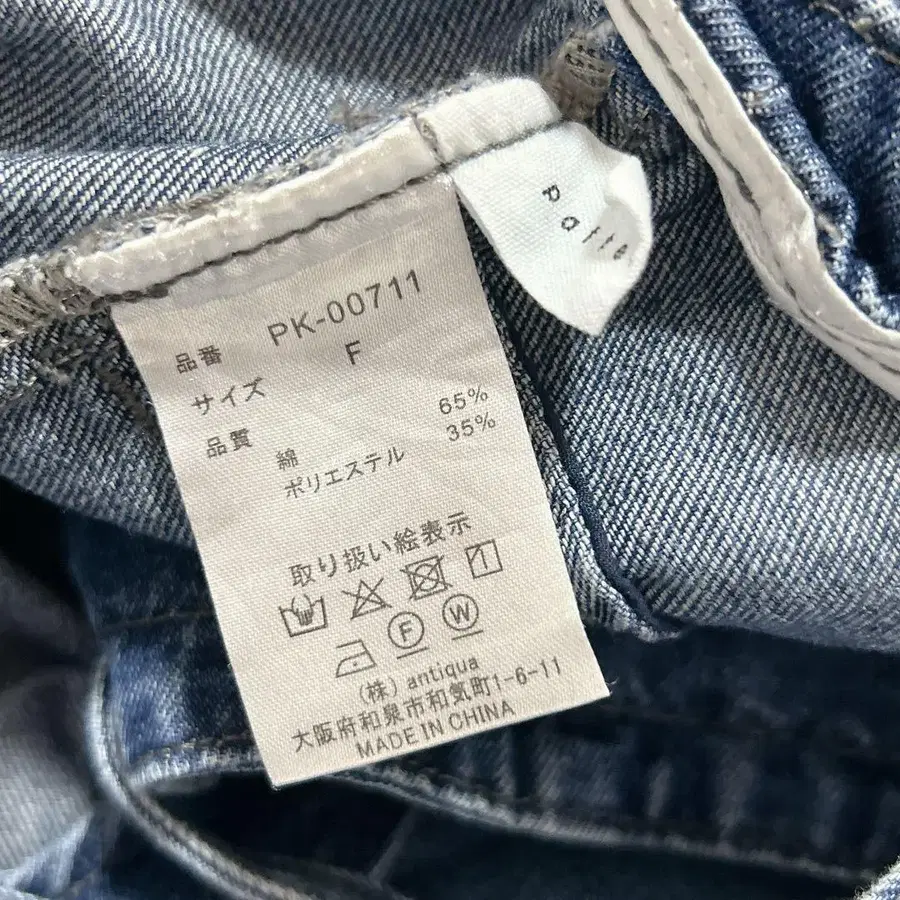 品番 PK-00711
サイズ F
品質
綿 65%
ポリエステル 35%
取り扱い絵表示
F W
(株) antiqua
大阪府和泉市和気町1-6-11
MADE IN CHINA